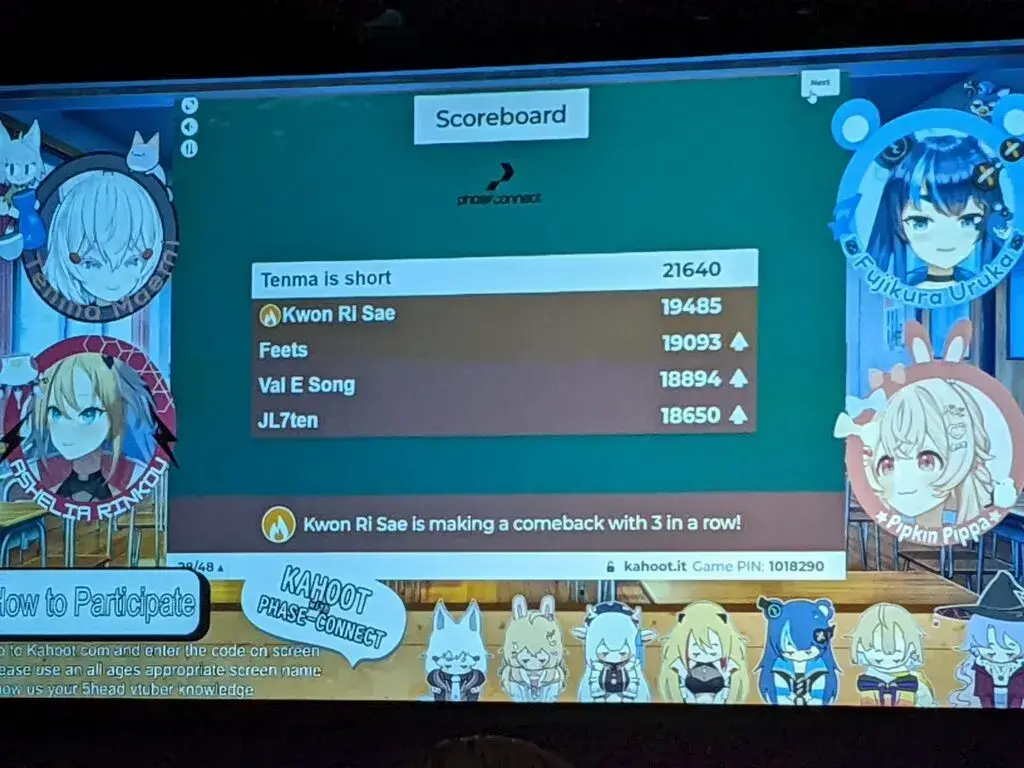 Next
Scoreboard
phase connect
Tenma is short 21640
Kwon Ri Sae 19485
Feets 19093
Val E Song 18894
JL7ten 18650
Kwon Ri Sae is making a comeback with 3 in a row!
28/48
kahoot.it Game PIN: 1018290
Tenma Maemi
ASHELIA RINKOU
Fujikura Uruka
Pipkin Pippa
How to Participate
to Kahoot com and enter the code on screen
ease use an all ages appropriate screen name
how us your 5head vtuber knowledge
KAHOOT
WITH
PHASE-CONNECT